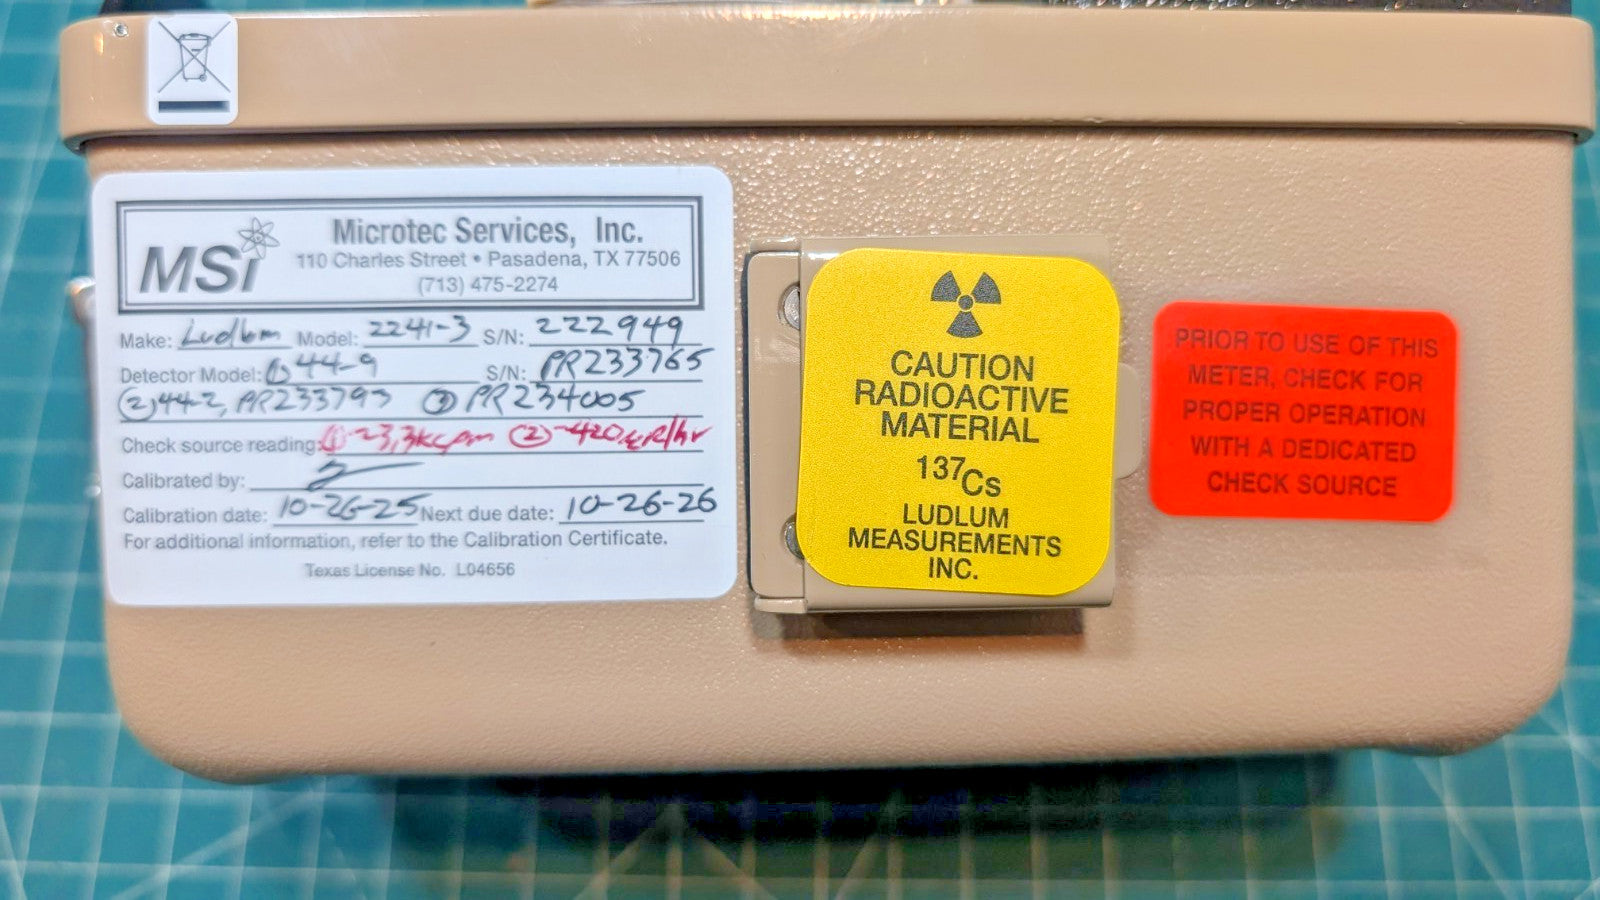 MSi
Microtec Services, Inc.
110 Charles Street • Pasadena, TX 77506
(713) 475-2274
Make: Ludlum Model: 2241-3 S/N: 222949
Detector Model: ① 44-9 S/N: PR233765
② 44-2, PR233793 ③ PR234005
Check source reading: ①~23,3kcpm ②~420µR/hr
Calibrated by:
Calibration date: 10-26-25 Next due date: 10-26-26
For additional information, refer to the Calibration Certificate.
Texas License No. L04656
CAUTION
RADIOACTIVE
MATERIAL
137Cs
LUDLUM
MEASUREMENTS
INC.
PRIOR TO USE OF THIS
METER, CHECK FOR
PROPER OPERATION
WITH A DEDICATED
CHECK SOURCE